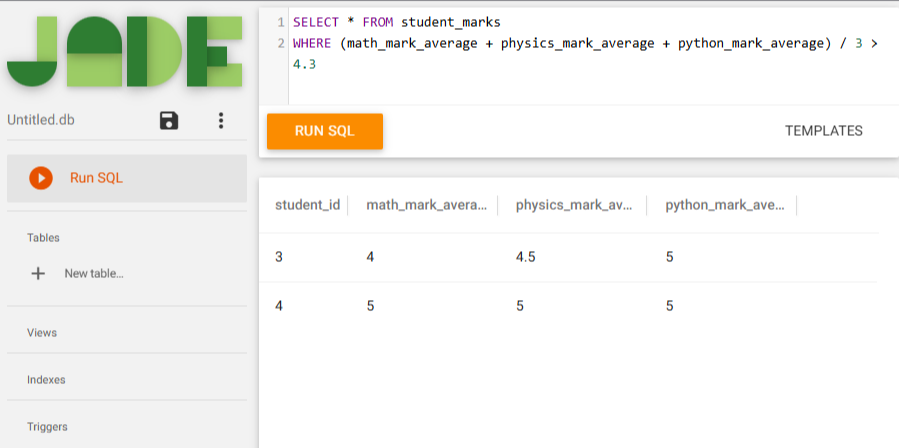 JADE
Untitled.db
Run SQL
Tables
New table...
Views
Indexes
Triggers
1 SELECT * FROM student_marks
2 WHERE (math_mark_average + physics_mark_average + python_mark_average) / 3 >
4.3
RUN SQL
TEMPLATES
student_id math_mark_avera... physics_mark_av... python_mark_ave...
3 4 4.5 5
4 5 5 5